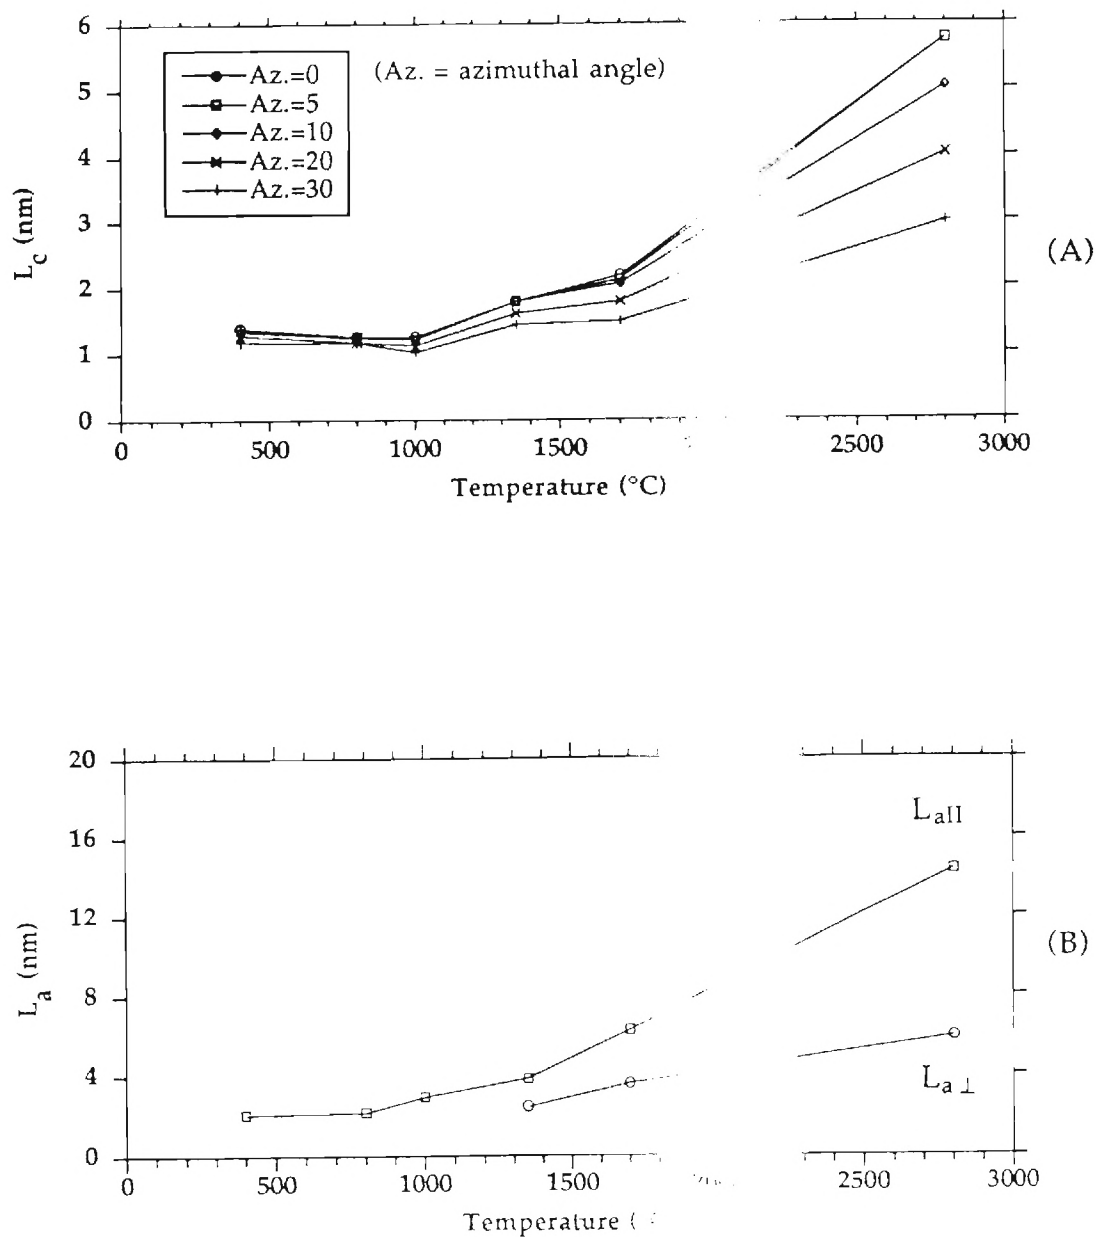 6
5
4
3
2
1
0
L_c (nm)
Az.=0
Az.=5
Az.=10
Az.=20
Az.=30
(Az. = azimuthal angle)
(A)
0 500 1000 1500 2500 3000
Temperature (°C)
20
16
12
8
4
0
L_a (nm)
L_aII
L_a⊥
(B)
0 500 1000 1500 2500 3000
Temperature (